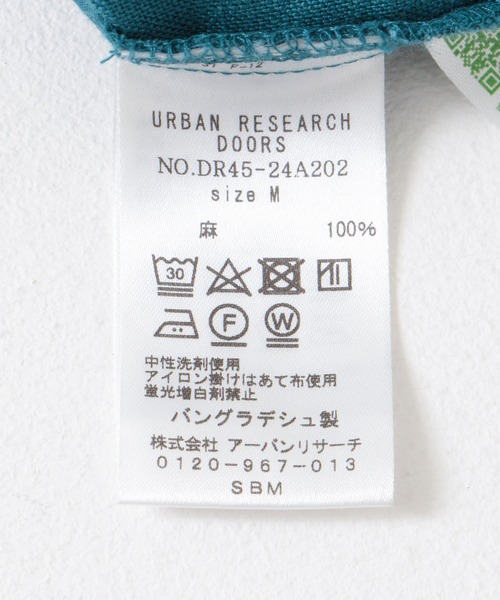 URBAN RESEARCH
DOORS
NO.DR45-24A202
size M
麻 100%
30
F W
中性洗剤使用
アイロン掛けはあて布使用
蛍光増白剤禁止
バングラデシュ製
株式会社 アーバンリサーチ
0120-967-013
SBM